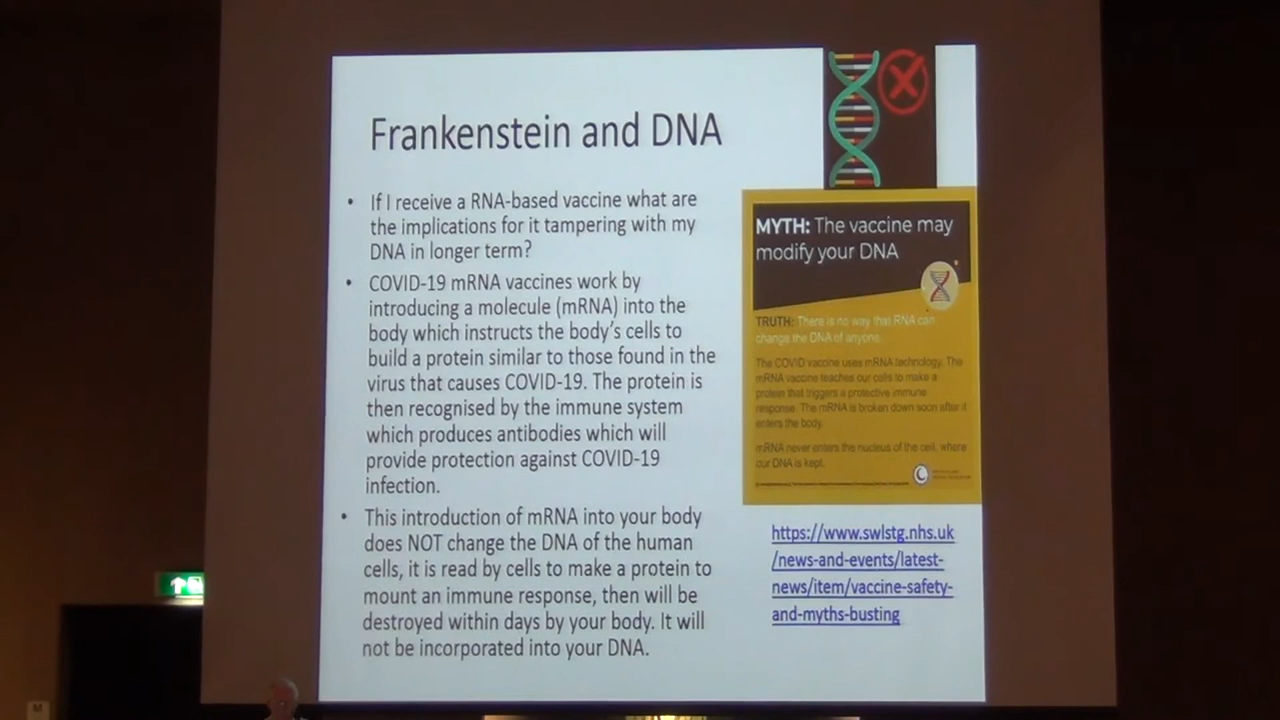 Frankenstein and DNA
• If I receive a RNA-based vaccine what are
the implications for it tampering with my
DNA in longer term?
• COVID-19 mRNA vaccines work by
introducing a molecule (mRNA) into the
body which instructs the body's cells to
build a protein similar to those found in the
virus that causes COVID-19. The protein is
then recognised by the immune system
which produces antibodies which will
provide protection against COVID-19
infection.
• This introduction of mRNA into your body
does NOT change the DNA of the human
cells, it is read by cells to make a protein to
mount an immune response, then will be
destroyed within days by your body. It will
not be incorporated into your DNA.
MYTH: The vaccine may
modify your DNA
TRUTH: There is no way that RNA can
change the DNA of anyone.
The COVID vaccine uses mRNA technology. The
mRNA vaccine teaches our cells to make a
protein that triggers a protective immune
response. The mRNA is broken down soon after it
enters the body.
mRNA never enters the nucleus of the cell, where
our DNA is kept.
https://www.swlstg.nhs.uk
/news-and-events/latest-
news/item/vaccine-safety-
and-myths-busting
M